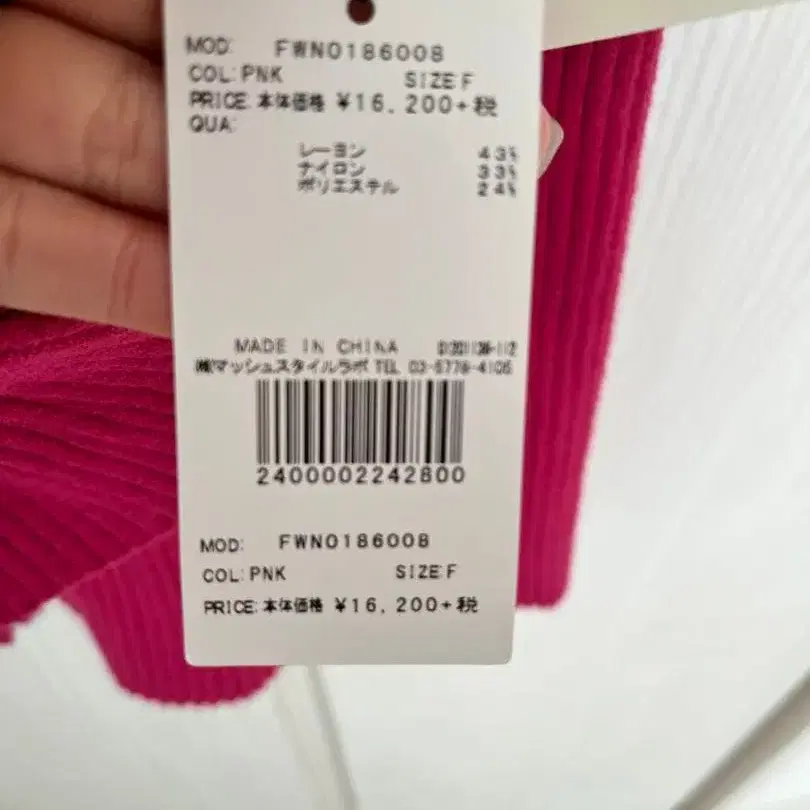 MOD: FWN0186008
COL:PNK SIZE:F
PRICE:本体価格 ¥16,200+税
QUA:
レーヨン 43%
ナイロン 33%
ポリエステル 24%
MADE IN CHINA
㈱マッシュスタイルラボ TEL 03-5778-4105
2400002242800
MOD: FWN0186008
COL:PNK SIZE:F
PRICE:本体価格 ¥16,200+税